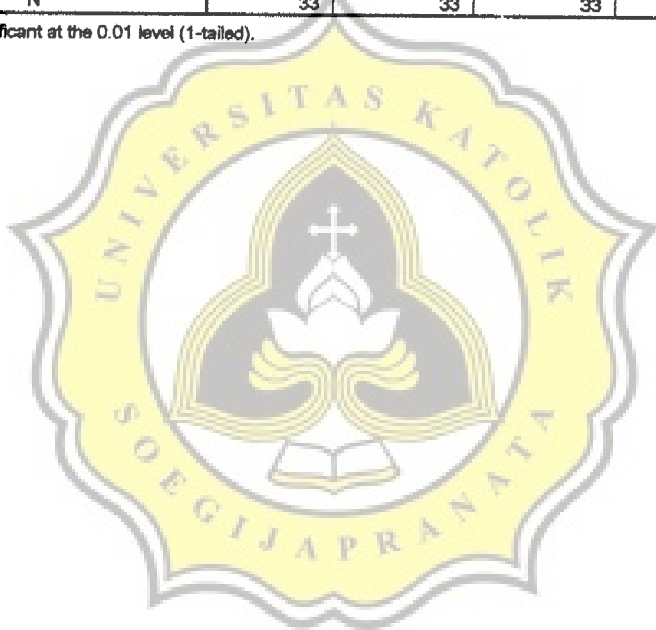 N 33 33 33
ficant at the 0.01 level (1-tailed).
UNIVERSITAS KATOLIK
SOEGIJAPRANATA